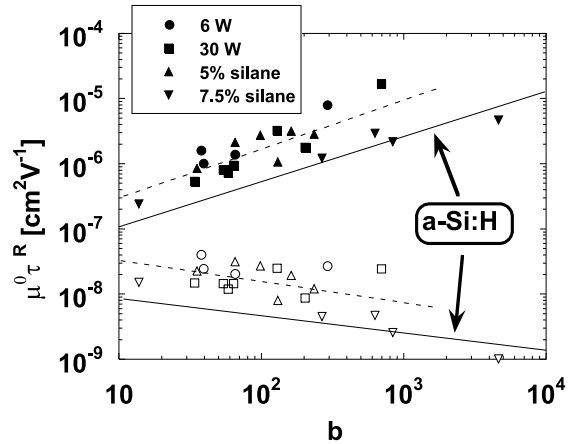 6 W
30 W
5% silane
7.5% silane
10⁻⁴
10⁻⁵
10⁻⁶
10⁻⁷
10⁻⁸
10⁻⁹
μ⁰τᴿ [cm²V⁻¹]
a-Si:H
10
10²
10³
10⁴
b